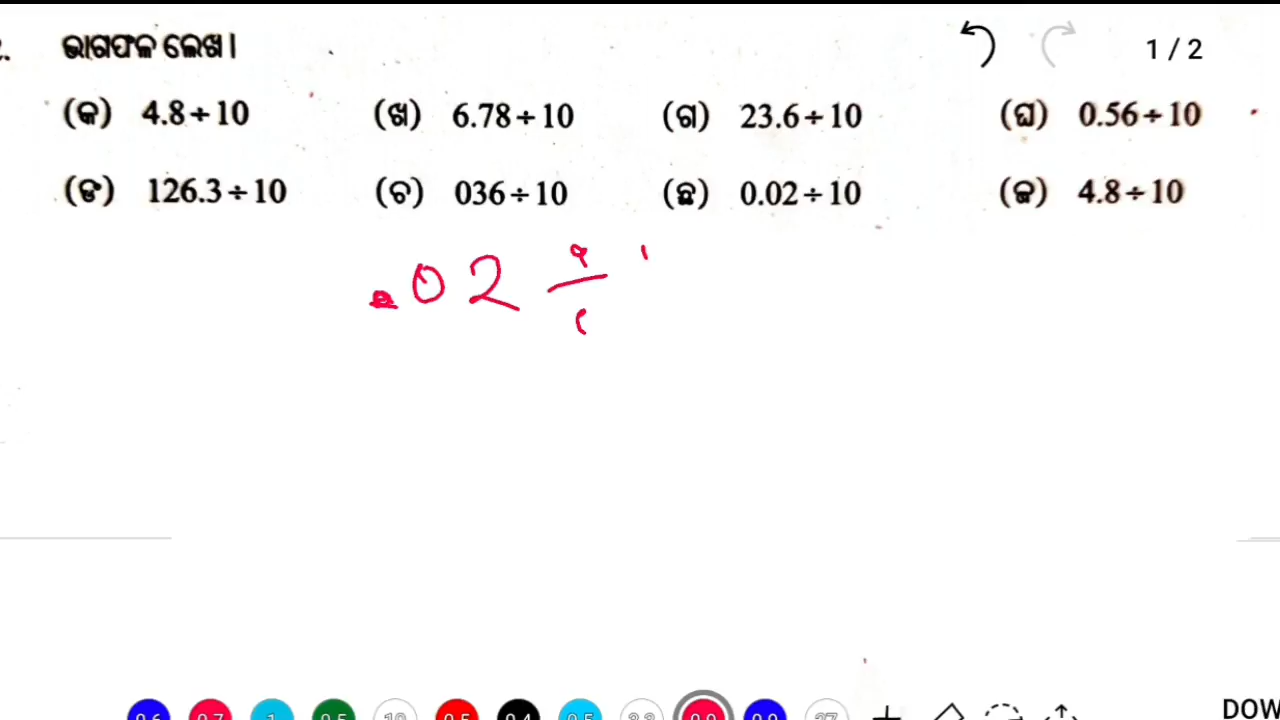 ଭାଗଫଳ ଲେଖ।
1 / 2
(କ) 4.8÷10 (ଖ) 6.78÷10 (ଗ) 23.6÷10 (ଘ) 0.56÷10
(ଙ) 126.3÷10 (ଚ) 036÷10 (ଛ) 0.02÷10 (ଜ) 4.8÷10
.02
DOW